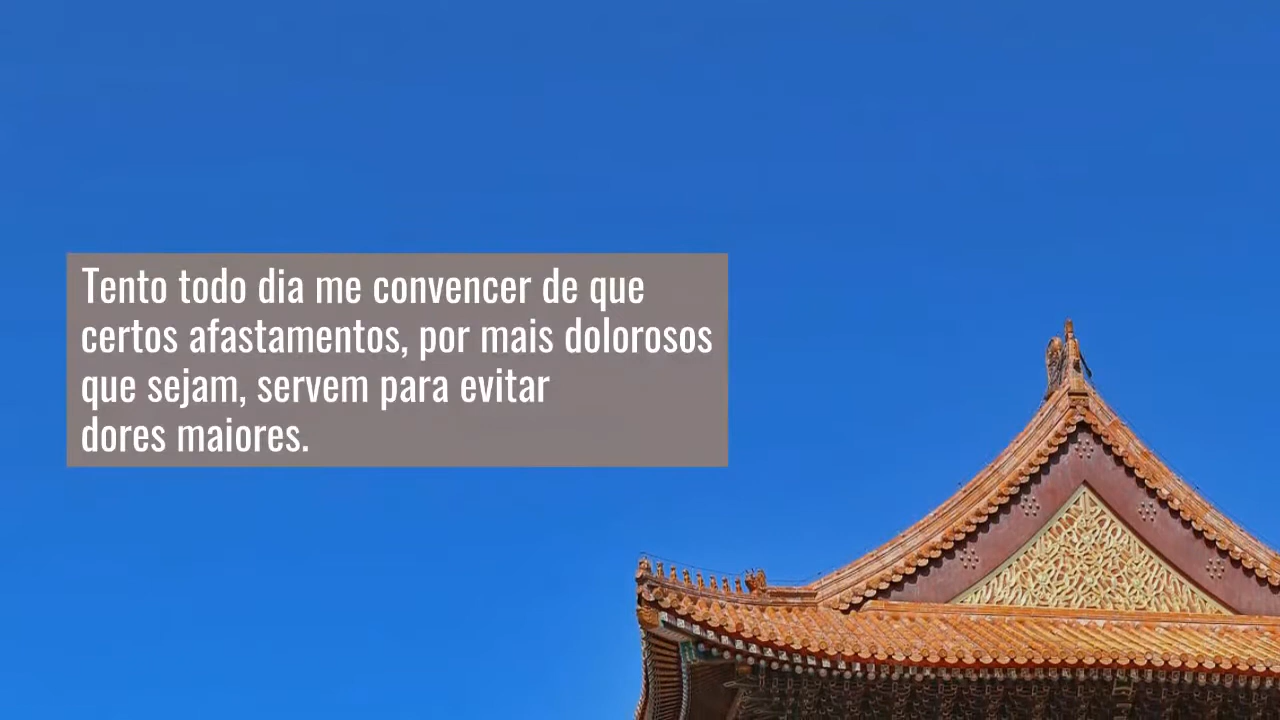 Tento todo dia me convencer de que
certos afastamentos, por mais dolorosos
que sejam, servem para evitar
dores maiores.